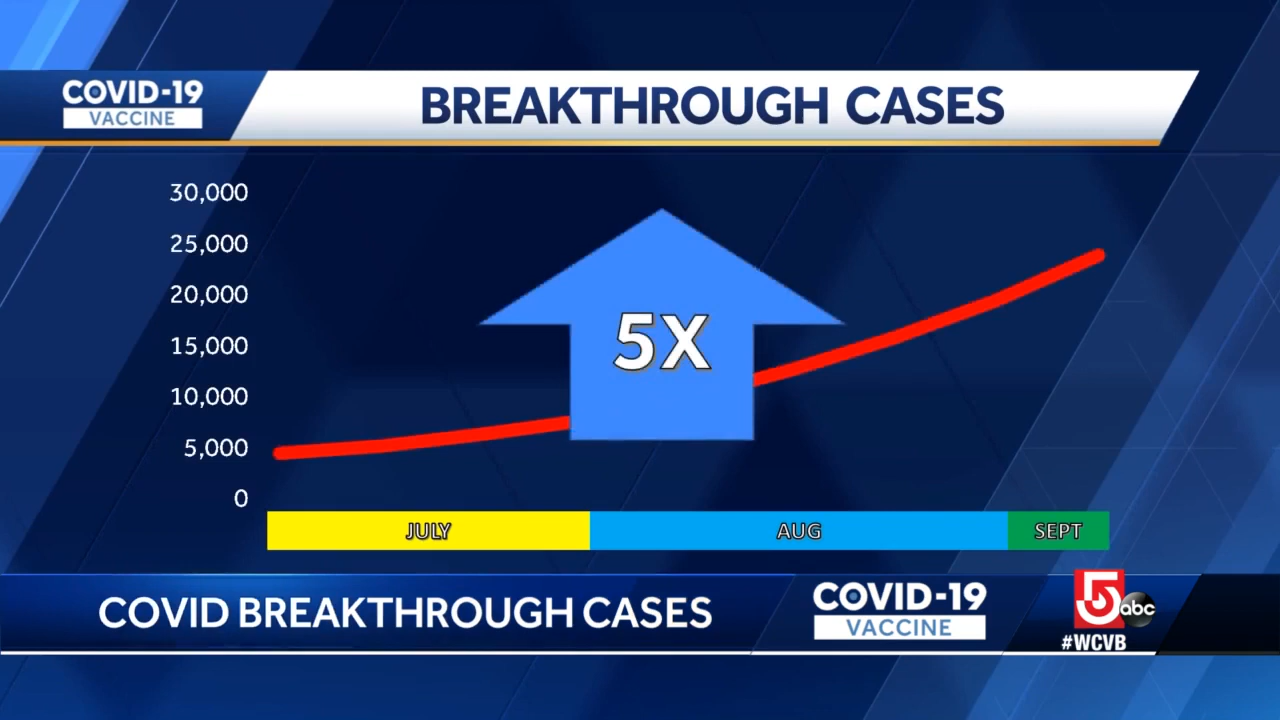 COVID-19
VACCINE
BREAKTHROUGH CASES
30,000
25,000
20,000
15,000
10,000
5,000
0
5X
JULY
AUG
SEPT
COVID BREAKTHROUGH CASES
COVID-19
VACCINE
5
abc
#WCVB